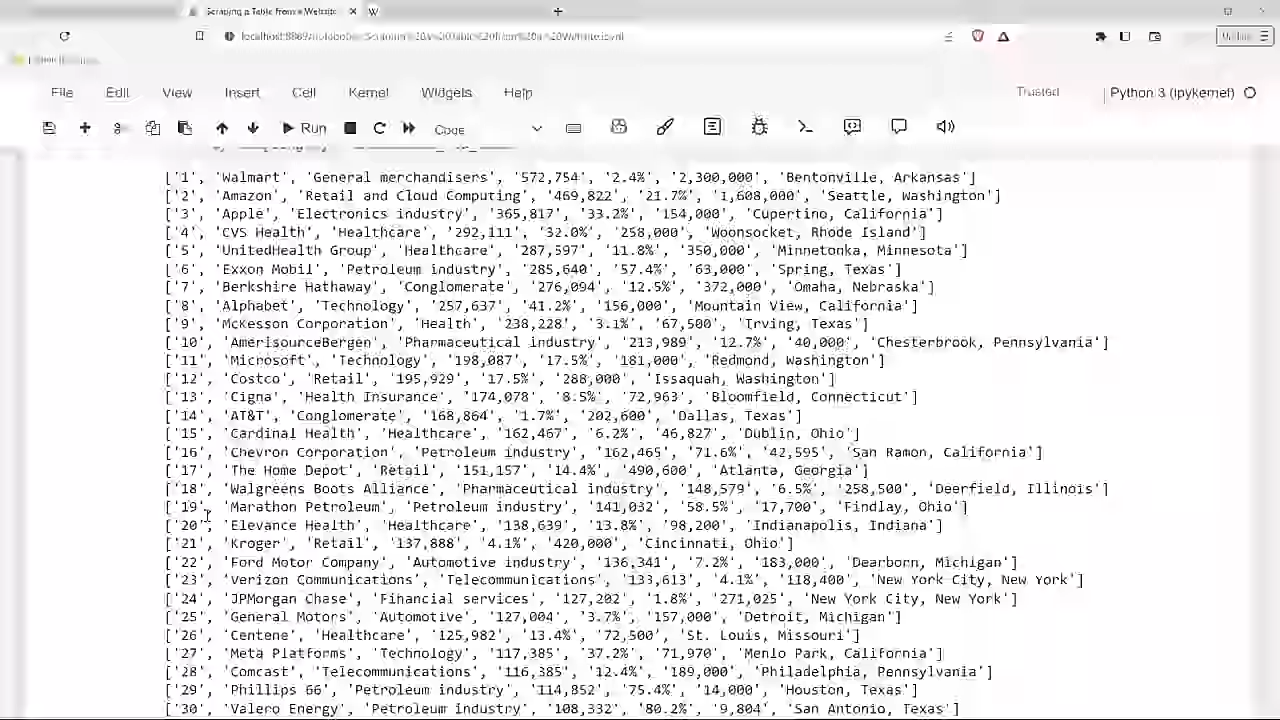 Scraping a Table from a Website
File Edit View Insert Cell Kernel Widgets Help Trusted Python 3 (ipykernel)
Run Code
['1', 'Walmart', 'General merchandisers', '572,754', '2.4%', '2,300,000', 'Bentonville, Arkansas']
['2', 'Amazon', 'Retail and Cloud Computing', '469,822', '21.7%', '1,608,000', 'Seattle, Washington']
['3', 'Apple', 'Electronics industry', '365,817', '33.2%', '154,000', 'Cupertino, California']
['4', 'CVS Health', 'Healthcare', '292,111', '32.0%', '258,000', 'Woonsocket, Rhode Island']
['5', 'UnitedHealth Group', 'Healthcare', '287,597', '11.8%', '350,000', 'Minnetonka, Minnesota']
['6', 'Exxon Mobil', 'Petroleum industry', '285,640', '57.4%', '63,000', 'Spring, Texas']
['7', 'Berkshire Hathaway', 'Conglomerate', '276,094', '12.5%', '372,000', 'Omaha, Nebraska']
['8', 'Alphabet', 'Technology', '257,637', '41.2%', '156,000', 'Mountain View, California']
['9', 'McKesson Corporation', 'Health', '238,228', '3.1%', '67,500', 'Irving, Texas']
['10', 'AmerisourceBergen', 'Pharmaceutical industry', '213,989', '12.7%', '40,000', 'Chesterbrook, Pennsylvania']
['11', 'Microsoft', 'Technology', '198,087', '17.5%', '181,000', 'Redmond, Washington']
['12', 'Costco', 'Retail', '195,929', '17.5%', '288,000', 'Issaquah, Washington']
['13', 'Cigna', 'Health Insurance', '174,078', '8.5%', '72,963', 'Bloomfield, Connecticut']
['14', 'AT&T', 'Conglomerate', '168,864', '1.7%', '202,600', 'Dallas, Texas']
['15', 'Cardinal Health', 'Healthcare', '162,467', '6.2%', '46,827', 'Dublin, Ohio']
['16', 'Chevron Corporation', 'Petroleum industry', '162,465', '71.6%', '42,595', 'San Ramon, California']
['17', 'The Home Depot', 'Retail', '151,157', '14.4%', '490,600', 'Atlanta, Georgia']
['18', 'Walgreens Boots Alliance', 'Pharmaceutical industry', '148,579', '6.5%', '258,500', 'Deerfield, Illinois']
['19', 'Marathon Petroleum', 'Petroleum industry', '141,032', '58.5%', '17,700', 'Findlay, Ohio']
['20', 'Elevance Health', 'Healthcare', '138,639', '13.8%', '98,200', 'Indianapolis, Indiana']
['21', 'Kroger', 'Retail', '137,888', '4.1%', '420,000', 'Cincinnati, Ohio']
['22', 'Ford Motor Company', 'Automotive industry', '136,341', '7.2%', '183,000', 'Dearborn, Michigan']
['23', 'Verizon Communications', 'Telecommunications', '133,613', '4.1%', '118,400', 'New York City, New York']
['24', 'JPMorgan Chase', 'Financial services', '127,202', '1.8%', '271,025', 'New York City, New York']
['25', 'General Motors', 'Automotive', '127,004', '3.7%', '157,000', 'Detroit, Michigan']
['26', 'Centene', 'Healthcare', '125,982', '13.4%', '72,500', 'St. Louis, Missouri']
['27', 'Meta Platforms', 'Technology', '117,385', '37.2%', '71,970', 'Menlo Park, California']
['28', 'Comcast', 'Telecommunications', '116,385', '12.4%', '189,000', 'Philadelphia, Pennsylvania']
['29', 'Phillips 66', 'Petroleum industry', '114,852', '75.4%', '14,000', 'Houston, Texas']
['30', 'Valero Energy', 'Petroleum industry', '108,332', '80.2%', '9,804', 'San Antonio, Texas']